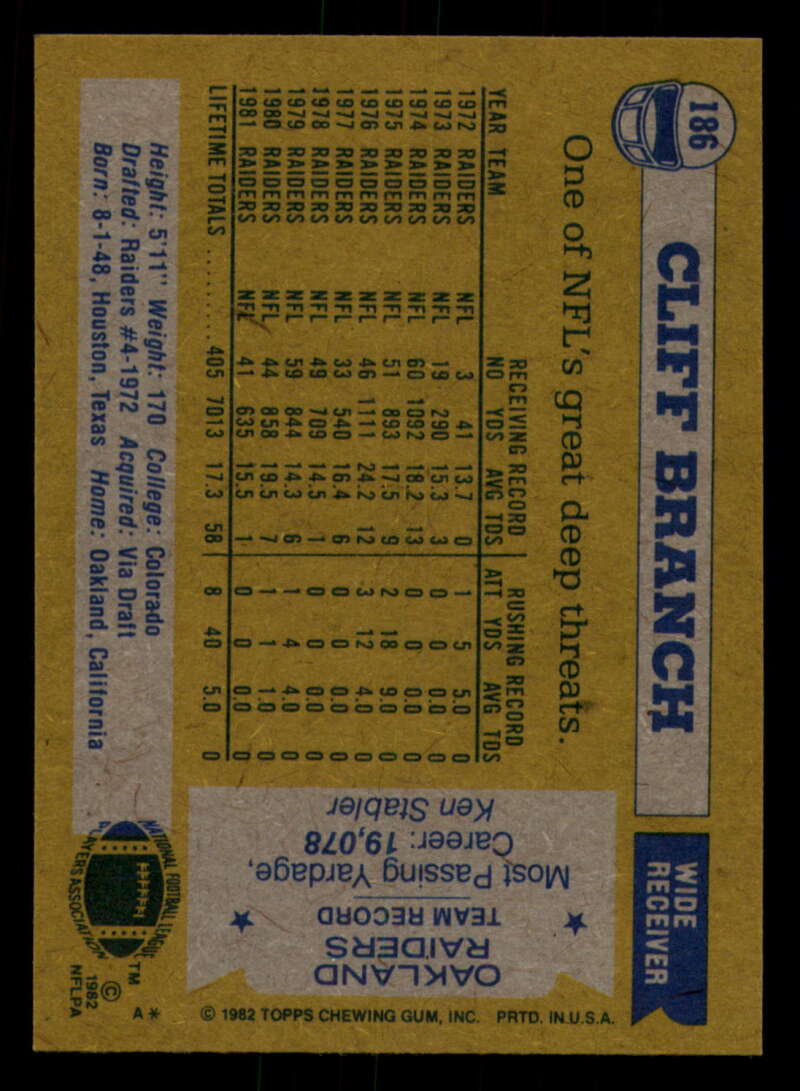 186
CLIFF BRANCH
WIDE
RECEIVER
One of NFL's great deep threats.
RECEIVING RECORD RUSHING RECORD
YEAR TEAM NO YDS AVG TDS ATT YDS AVG TDS
1972 RAIDERS NFL 3 41 13.7 0 1 5 5.0 0
1973 RAIDERS NFL 19 290 15.3 3 0 0 0.0 0
1974 RAIDERS NFL 60 1092 18.2 13 0 0 0.0 0
1975 RAIDERS NFL 51 893 17.5 9 2 18 9.0 0
1976 RAIDERS NFL 46 1111 24.2 12 3 12 4.0 0
1977 RAIDERS NFL 33 540 16.4 6 0 0 0.0 0
1978 RAIDERS NFL 49 709 14.5 1 0 0 0.0 0
1979 RAIDERS NFL 59 844 14.3 6 1 4 4.0 0
1980 RAIDERS NFL 44 858 19.5 7 1 1 1.0 0
1981 RAIDERS NFL 41 635 15.5 1 0 0 0.0 0
LIFETIME TOTALS ......... 405 7013 17.3 58 8 40 5.0 0
Height: 5'11" Weight: 170 College: Colorado
Drafted: Raiders #4-1972 Acquired: Via Draft
Born: 8-1-48, Houston, Texas Home: Oakland, California
OAKLAND
RAIDERS
TEAM RECORD
Most Passing Yardage,
Career: 19,078
Ken Stabler
NATIONAL FOOTBALL LEAGUE
PLAYERS ASSOCIATION
TM
©
1982
NFLPA
A*
© 1982 TOPPS CHEWING GUM, INC. PRTD. IN U.S.A.